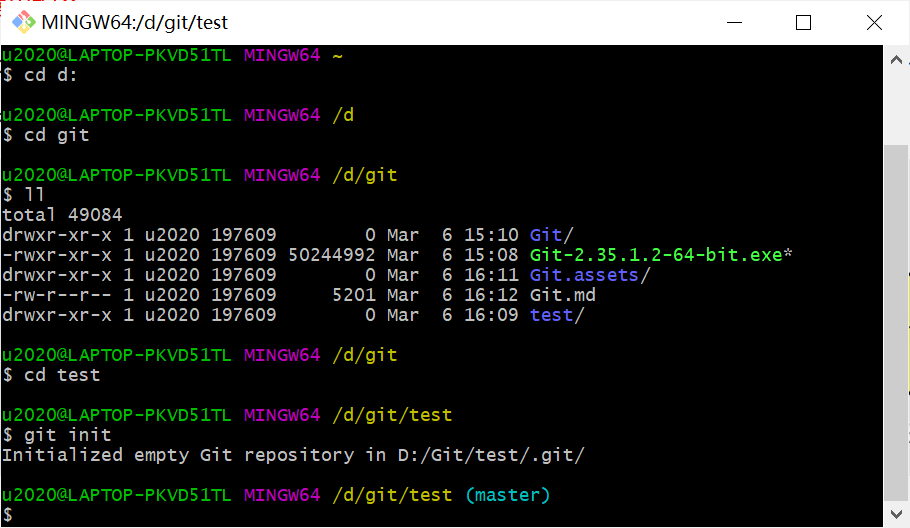 MINGW64:/d/git/test
u2020@LAPTOP-PKVD51TL MINGW64 ~
$ cd d:
u2020@LAPTOP-PKVD51TL MINGW64 /d
$ cd git
u2020@LAPTOP-PKVD51TL MINGW64 /d/git
$ ll
total 49084
drwxr-xr-x 1 u2020 197609        0 Mar  6 15:10 Git/
-rwxr-xr-x 1 u2020 197609 50244992 Mar  6 15:08 Git-2.35.1.2-64-bit.exe*
drwxr-xr-x 1 u2020 197609        0 Mar  6 16:11 Git.assets/
-rw-r--r-- 1 u2020 197609     5201 Mar  6 16:12 Git.md
drwxr-xr-x 1 u2020 197609        0 Mar  6 16:09 test/
u2020@LAPTOP-PKVD51TL MINGW64 /d/git
$ cd test
u2020@LAPTOP-PKVD51TL MINGW64 /d/git/test
$ git init
Initialized empty Git repository in D:/Git/test/.git/
u2020@LAPTOP-PKVD51TL MINGW64 /d/git/test (master)
$